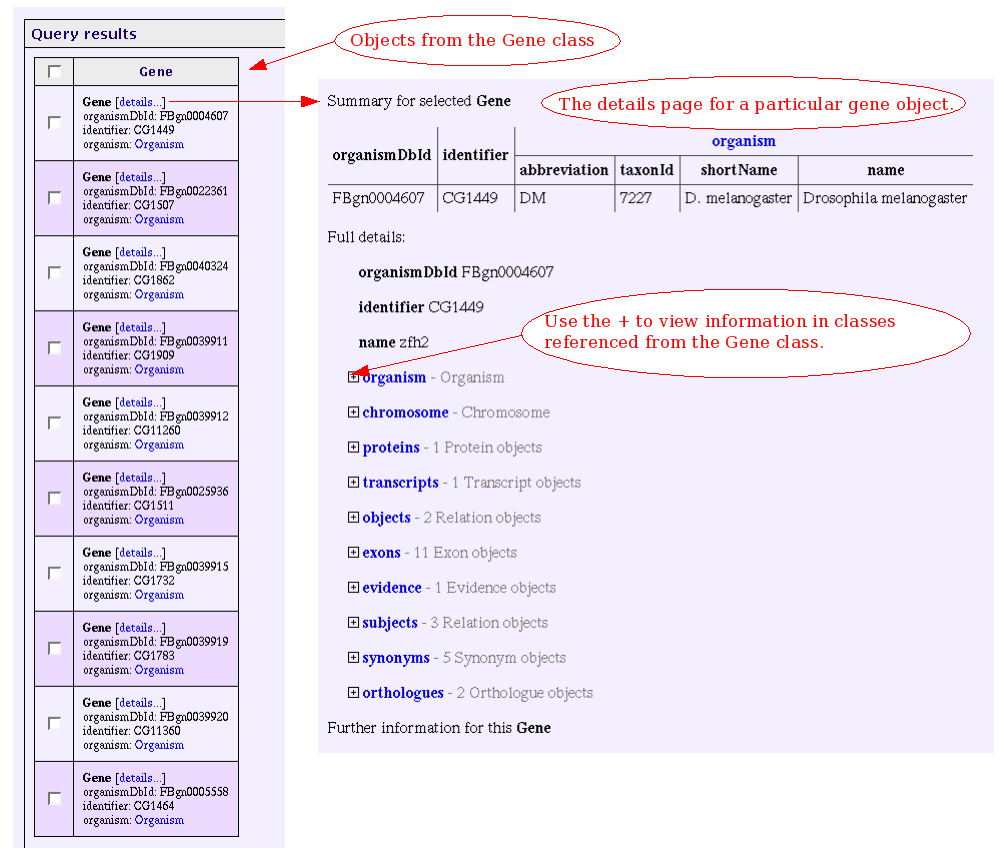 Query results
Objects from the Gene class
Gene
Gene [details...]
organismDbId: FBgn0004607
identifier: CG1449
organism: Organism
Gene [details...]
organismDbId: FBgn0022361
identifier: CG1507
organism: Organism
Gene [details...]
organismDbId: FBgn0040324
identifier: CG1862
organism: Organism
Gene [details...]
organismDbId: FBgn0039911
identifier: CG1909
organism: Organism
Gene [details...]
organismDbId: FBgn0039912
identifier: CG11260
organism: Organism
Gene [details...]
organismDbId: FBgn0025936
identifier: CG1511
organism: Organism
Gene [details...]
organismDbId: FBgn0039915
identifier: CG1732
organism: Organism
Gene [details...]
organismDbId: FBgn0039919
identifier: CG1783
organism: Organism
Gene [details...]
organismDbId: FBgn0039920
identifier: CG11360
organism: Organism
Gene [details...]
organismDbId: FBgn0005558
identifier: CG1464
organism: Organism
Summary for selected Gene
The details page for a particular gene object.
organismDbId identifier organism
abbreviation taxonId shortName name
FBgn0004607 CG1449 DM 7227 D. melanogaster Drosophila melanogaster
Full details:
organismDbId FBgn0004607
identifier CG1449
name zfh2
Use the + to view information in classes
referenced from the Gene class.
organism - Organism
chromosome - Chromosome
proteins - 1 Protein objects
transcripts - 1 Transcript objects
objects - 2 Relation objects
exons - 11 Exon objects
evidence - 1 Evidence objects
subjects - 3 Relation objects
synonyms - 5 Synonym objects
orthologues - 2 Orthologue objects
Further information for this Gene